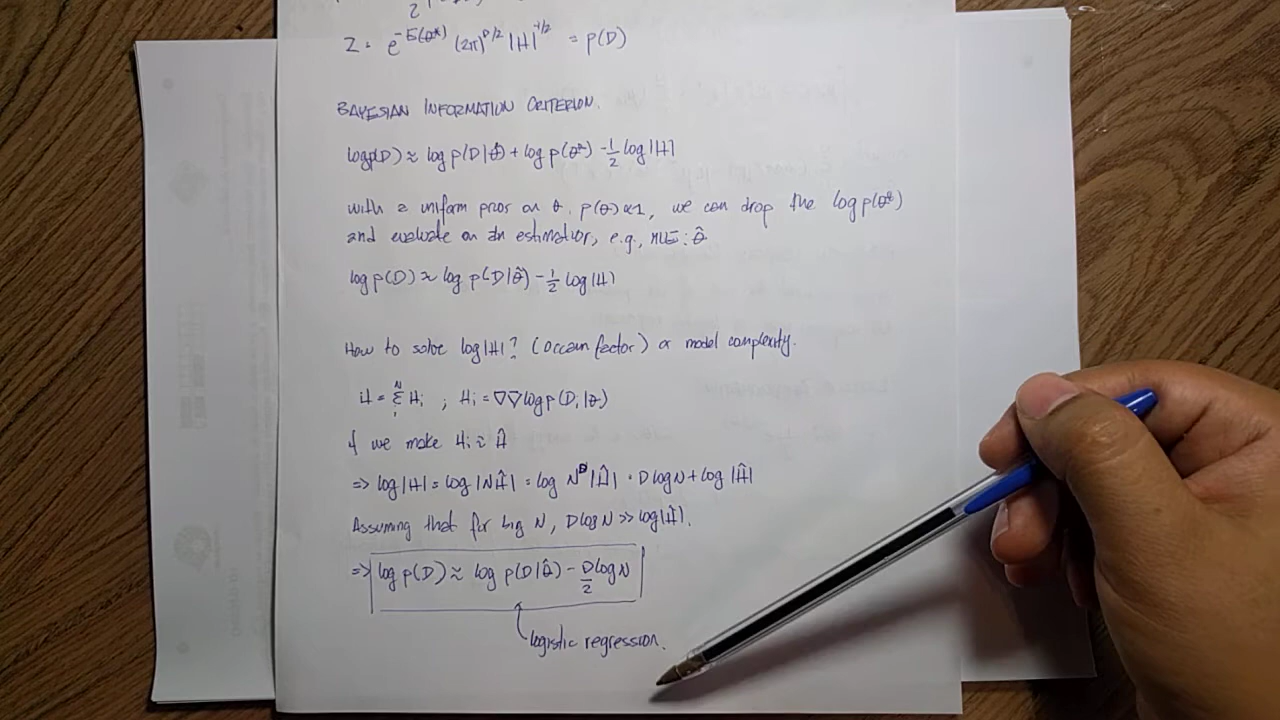 Z = e^{-E(θ*)} (2π)^{D/2} |H|^{-1/2} = p(D)
BAYESIAN INFORMATION CRITERION.
log p(D) ≈ log p(D|θ̂) + log p(θ*) - 1/2 log |H|
with a uniform prior on θ, p(θ) ∝ 1, we can drop the log p(θ*)
and evaluate on an estimation, e.g., MLE: θ̂
log p(D) ≈ log p(D|θ̂) - 1/2 log |H|
How to solve log|H|? (Occam factor) or model complexity.
H = Σ_i^N H_i ; H_i = ∇∇ log p(D_i|θ)
if we make H_i ≈ Ĥ
=> log |H| = log |NĤ| = log N^D |Ĥ| = D log N + log |Ĥ|
Assuming that for big N, D log N >> log|Ĥ|.
=> log p(D) ≈ log p(D|θ̂) - D/2 log N
logistic regression.